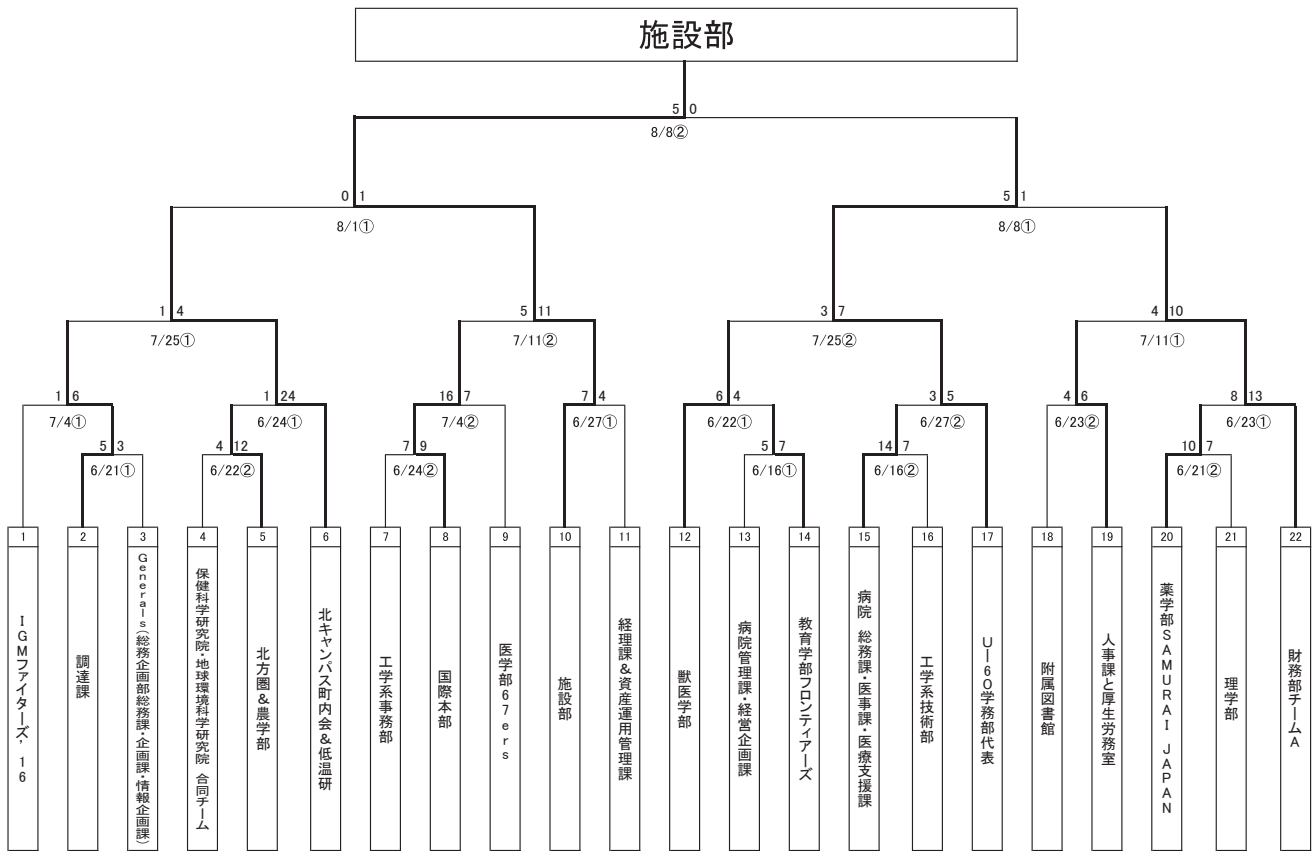 施設部
5 0
8/8②
0 1
5 1
8/1①
8/8①
1 4
5 11
3 7
4 10
7/25①
7/11②
7/25②
7/11①
1 6
1 24
16 7
7 4
6 4
3 5
4 6
8 13
7/4①
6/24①
7/4②
6/27①
6/22①
6/27②
6/23②
6/23①
5 3
4 12
7 9
5 7
14 7
10 7
6/21①
6/22②
6/24②
6/16①
6/16②
6/21②
1
2
3
4
5
6
7
8
9
10
11
12
13
14
15
16
17
18
19
20
21
22
IGMファイターズ'16
調達課
Generals(総務企画部総務課・企画課・情報企画課)
保健科学研究院・地球環境科学研究院 合同チーム
北方圏&農学部
北キャンパス町内会&低温研
工学系事務部
国際本部
医学部67ers
施設部
経理課&資産運用管理課
獣医学部
病院管理課・経営企画課
教育学部フロンティアーズ
病院 総務課・医事課・医療支援課
工学系技術部
U-60学務部代表
附属図書館
人事課と厚生労務室
薬学部SAMURAI JAPAN
理学部
財務部チームA